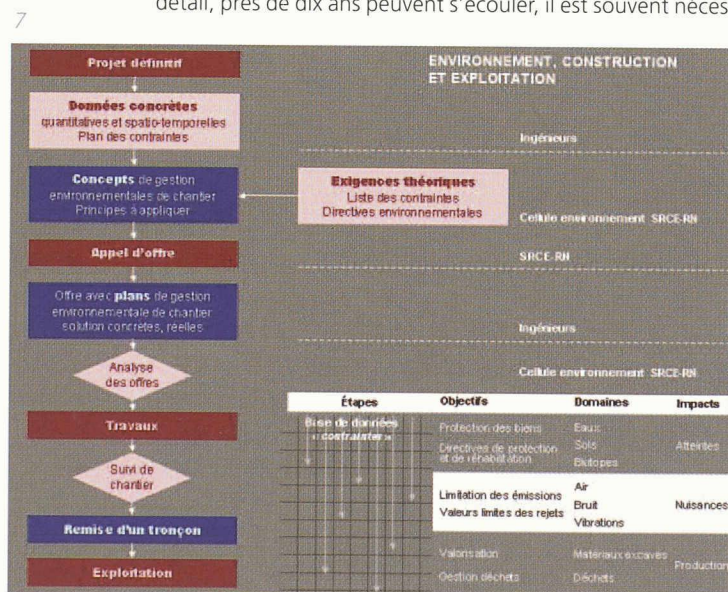 détail, près de dix ans peuvent s'écouler, il est souvent néces
7
Projet définitif
Données concrètes
quantitatives et spatio-temporelles
Plan des contraintes
Concepts de gestion
environnementales de chantier
Principes à appliquer
Appel d'offre
Offre avec plans de gestion
environnementale de chantier
solution concrètes, réelles
Analyse
des offres
Travaux
Suivi de
chantier
Remise d'un tronçon
Exploitation
ENVIRONNEMENT, CONSTRUCTION
ET EXPLOITATION
Ingénieurs
Exigences théoriques
Liste des contraintes
Directives environnementales
Cellule environnement SRCE-RN
SRCE-RN
Ingénieurs
Cellule environnement SRCE-RN
Étapes Objectifs Domaines Impacts
Base de données
Protection des biens Eaux
Directives de protection Sols Atteintes
et de réhabilitation Biotopes
Limitation des émissions Air
Valeurs limites des rejets Bruit Nuisances
Vibrations
Valorisation Matériaux excavés
Production
Gestion déchets Déchets